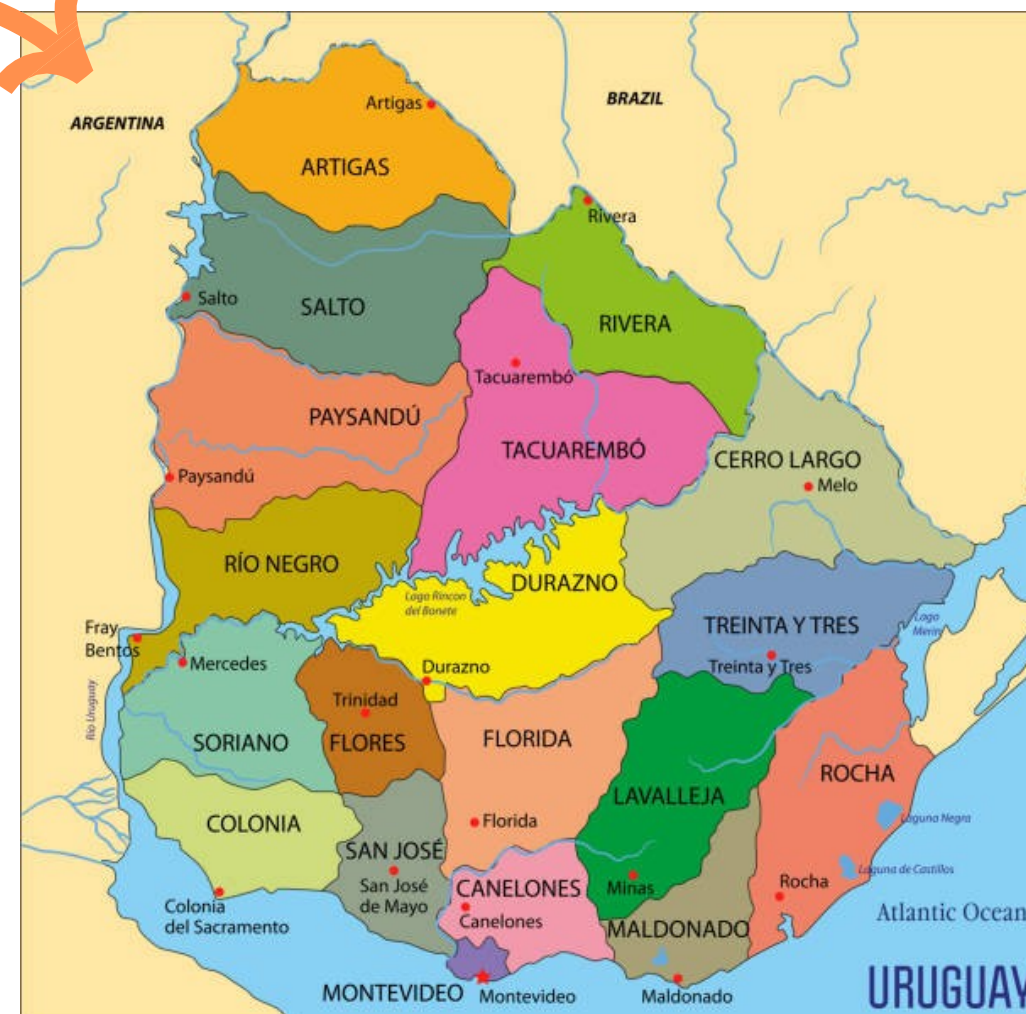 BRAZIL
Artigas
ARGENTINA
ARTIGAS
Rivera
Salto
SALTO
RIVERA
Tacuarembó
PAYSANDÚ
TACUAREMBÓ
CERRO LARGO
Paysandú
Melo
RÍO NEGRO
DURAZNO
Lago Rincon
del Bonete
Lago
Merin
Fray
Bentos
TREINTA Y TRES
Mercedes
Durazno
Treinta y Tres
Río Uruguay
Trinidad
SORIANO
FLORES
FLORIDA
ROCHA
LAVALLEJA
COLONIA
Florida
Laguna Negra
SAN JOSÉ
San José
de Mayo
CANELONES
Minas
Rocha
Laguna de Castillos
Colonia
del Sacramento
Canelones
MALDONADO
Atlantic Ocean
MONTEVIDEO
Montevideo
Maldonado
URUGUAY